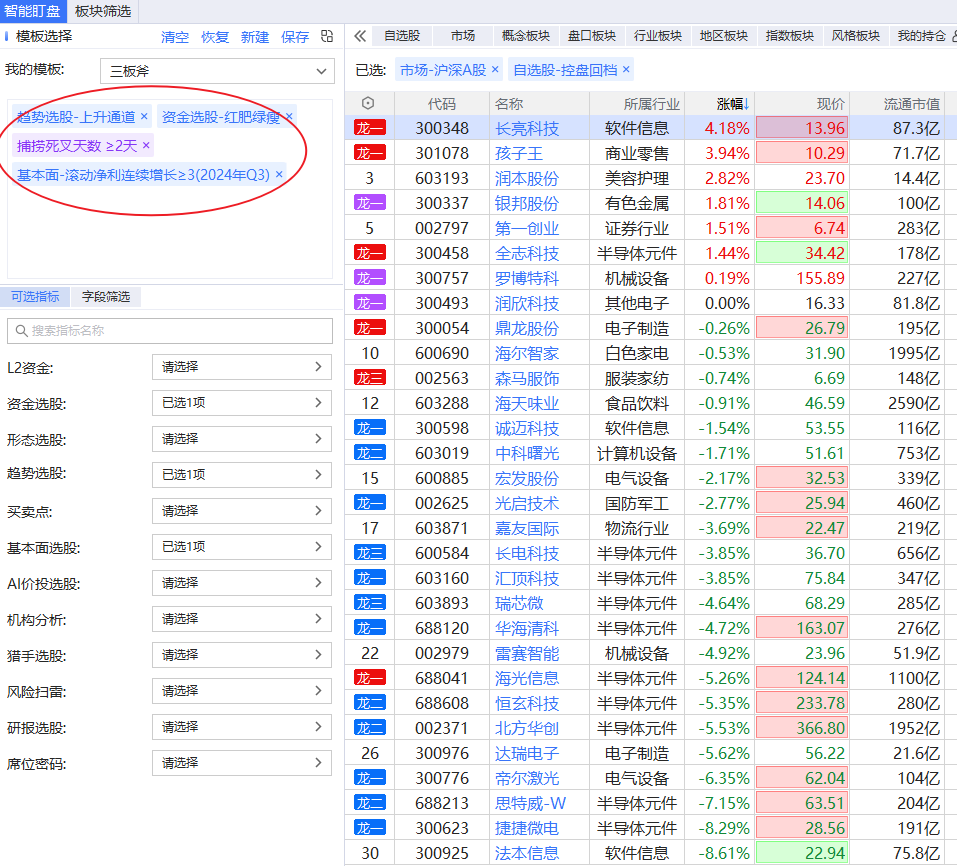 智能盯盘 板块筛选
模板选择 清空 恢复 新建 保存
我的模板: 三板斧
趋势选股-上升通道 × 资金选股-红肥绿瘦 ×
捕捞死叉天数 ≥2天 ×
基本面-滚动净利连续增长≥3(2024年Q3) ×
可选指标 字段筛选
搜索指标名称
L2资金: 请选择
资金选股: 已选1项
形态选股: 请选择
趋势选股: 已选1项
买卖点: 请选择
基本面选股: 已选1项
AI价投选股: 请选择
机构分析: 请选择
猎手选股: 请选择
风险扫雷: 请选择
研报选股: 请选择
席位密码: 请选择
自选股 市场 概念板块 盘口板块 行业板块 地区板块 指数板块 风格板块 我的持仓
已选: 市场-沪深A股 × 自选股-控盘回档 ×
代码 名称 所属行业 涨幅↓ 现价 流通市值
龙一 300348 长亮科技 软件信息 4.18% 13.96 87.3亿
龙一 301078 孩子王 商业零售 3.94% 10.29 71.7亿
3 603193 润本股份 美容护理 2.82% 23.70 14.4亿
龙一 300337 银邦股份 有色金属 1.81% 14.06 100亿
5 002797 第一创业 证券行业 1.51% 6.74 283亿
龙一 300458 全志科技 半导体元件 1.44% 34.42 178亿
龙一 300757 罗博特科 机械设备 0.19% 155.89 227亿
龙一 300493 润欣科技 其他电子 0.00% 16.33 81.8亿
龙一 300054 鼎龙股份 电子制造 -0.26% 26.79 195亿
10 600690 海尔智家 白色家电 -0.53% 31.90 1995亿
龙三 002563 森马服饰 服装家纺 -0.74% 6.69 148亿
12 603288 海天味业 食品饮料 -0.91% 46.59 2590亿
龙一 300598 诚迈科技 软件信息 -1.54% 53.55 116亿
龙二 603019 中科曙光 计算机设备 -1.71% 51.61 753亿
15 600885 宏发股份 电气设备 -2.17% 32.53 339亿
龙一 002625 光启技术 国防军工 -2.77% 25.94 460亿
17 603871 嘉友国际 物流行业 -3.69% 22.47 219亿
龙三 600584 长电科技 半导体元件 -3.85% 36.70 656亿
龙一 603160 汇顶科技 半导体元件 -3.85% 75.84 347亿
龙三 603893 瑞芯微 半导体元件 -4.64% 68.29 285亿
龙一 688120 华海清科 半导体元件 -4.72% 163.07 276亿
22 002979 雷赛智能 机械设备 -4.92% 23.96 51.9亿
龙一 688041 海光信息 半导体元件 -5.26% 124.14 1100亿
龙二 688608 恒玄科技 半导体元件 -5.35% 233.78 280亿
龙二 002371 北方华创 半导体元件 -5.53% 366.80 1952亿
26 300976 达瑞电子 电子制造 -5.62% 56.22 21.6亿
龙一 300776 帝尔激光 电气设备 -6.35% 62.04 104亿
龙二 688213 思特威-W 半导体元件 -7.15% 63.51 204亿
龙一 300623 捷捷微电 半导体元件 -8.29% 28.56 191亿
30 300925 法本信息 软件信息 -8.61% 22.94 75.8亿